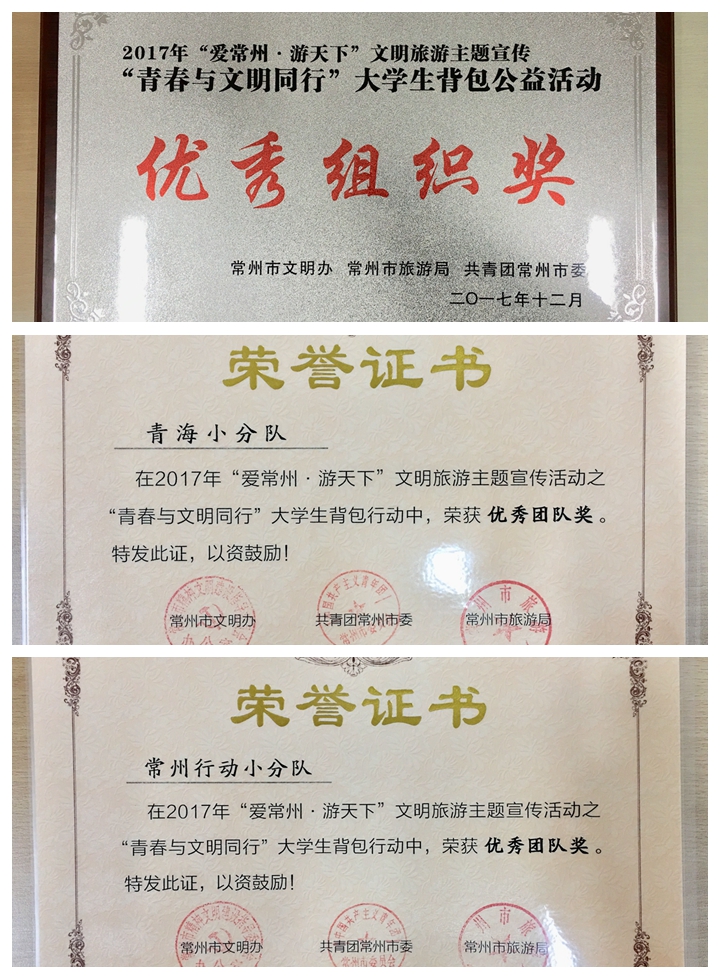 2017年“爱常州·游天下”文明旅游主题宣传
“青春与文明同行”大学生背包公益活动
优秀组织奖
常州市文明办 常州市旅游局 共青团常州市委
二〇一七年十二月
荣誉证书
青海小分队
在2017年“爱常州·游天下”文明旅游主题宣传活动之
“青春与文明同行”大学生背包行动中，荣获 优秀团队奖。
特发此证，以资鼓励！
常州市文明办 共青团常州市委 常州市旅游局
荣誉证书
常州行动小分队
在2017年“爱常州·游天下”文明旅游主题宣传活动之
“青春与文明同行”大学生背包行动中，荣获 优秀团队奖。
特发此证，以资鼓励！
常州市文明办 共青团常州市委 常州市旅游局